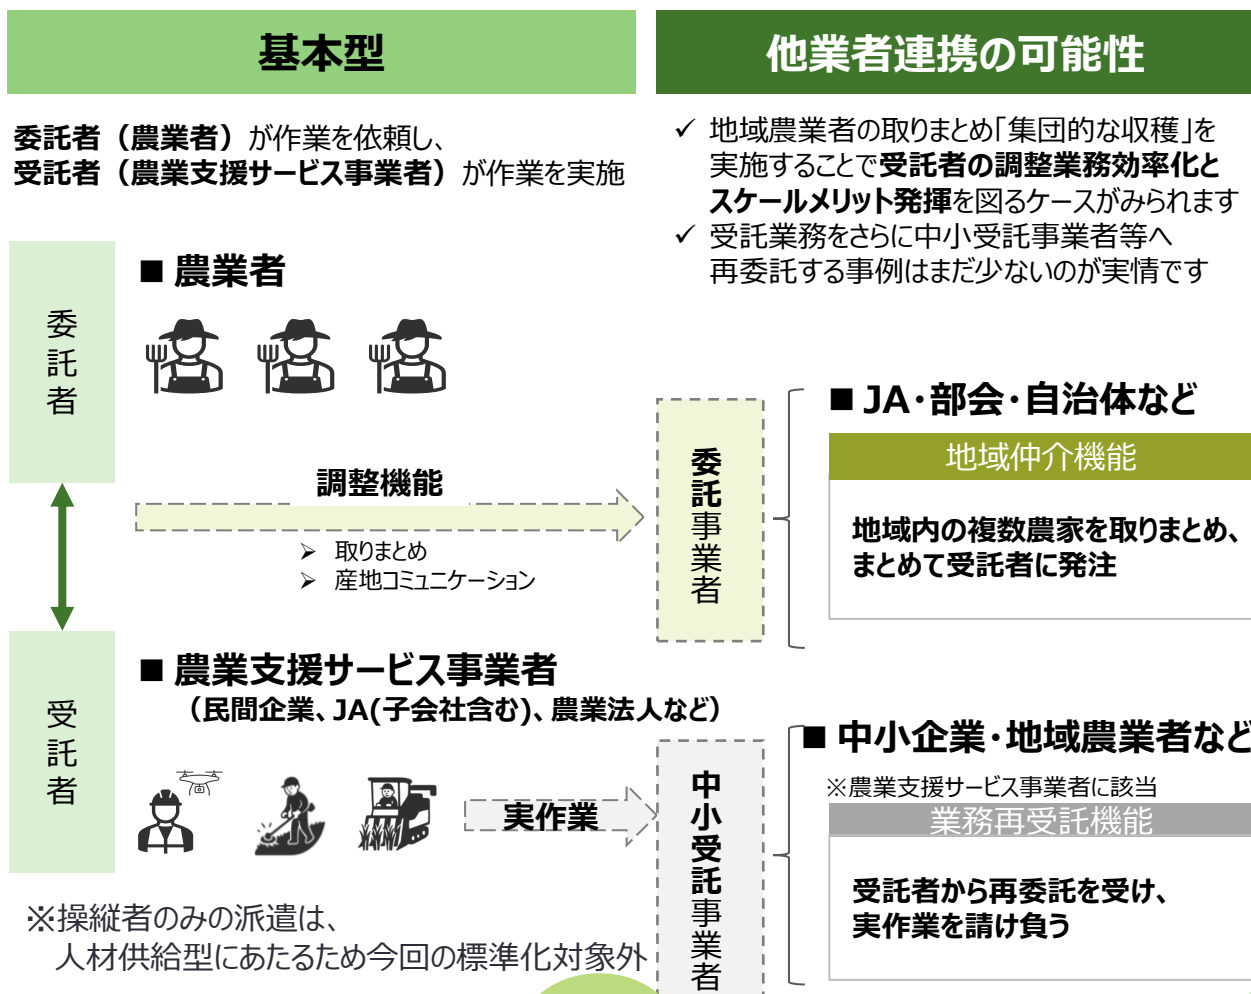 基本型
委託者（農業者）が作業を依頼し、
受託者（農業支援サービス事業者）が作業を実施
委託者
■ 農業者
調整機能
➢ 取りまとめ
➢ 産地コミュニケーション
受託者
■ 農業支援サービス事業者
（民間企業、JA(子会社含む)、農業法人など）
実作業
※操縦者のみの派遣は、
人材供給型にあたるため今回の標準化対象外
他業者連携の可能性
✓ 地域農業者の取りまとめ「集団的な収穫」を
実施することで受託者の調整業務効率化と
スケールメリット発揮を図るケースがみられます
✓ 受託業務をさらに中小受託事業者等へ
再委託する事例はまだ少ないのが実情です
委託事業者
■ JA・部会・自治体など
地域仲介機能
地域内の複数農家を取りまとめ、
まとめて受託者に発注
中小受託事業者
■ 中小企業・地域農業者など
※農業支援サービス事業者に該当
業務再受託機能
受託者から再委託を受け、
実作業を請け負う